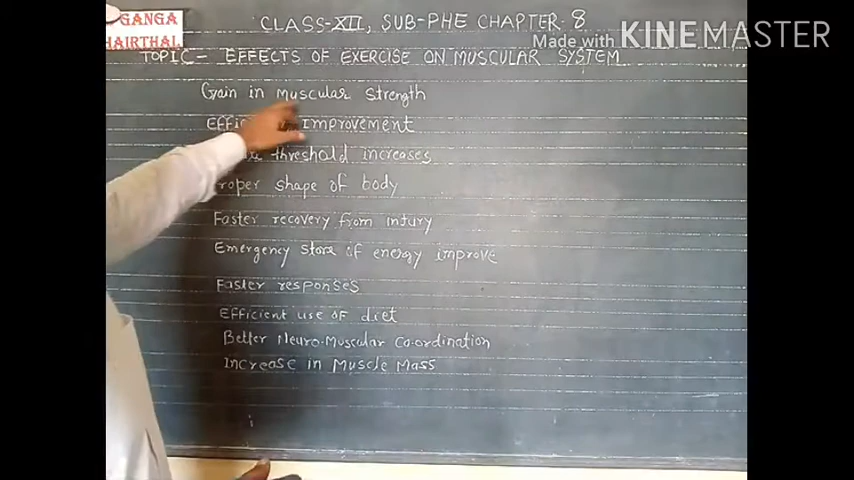 GANGA
HAIRTHAL
CLASS-XII, SUB-PHE CHAPTER-8
Made with KINEMASTER
TOPIC- EFFECTS OF EXERCISE ON MUSCULAR SYSTEM
Gain in muscular strength
improvement
threshold increases
roper shape of body
Faster recovery from intury
Emergency store of energy improve
Faster responses
Efficient use of diet
Better Neuro-Muscular Co-ordination
Increase in Muscle Mass